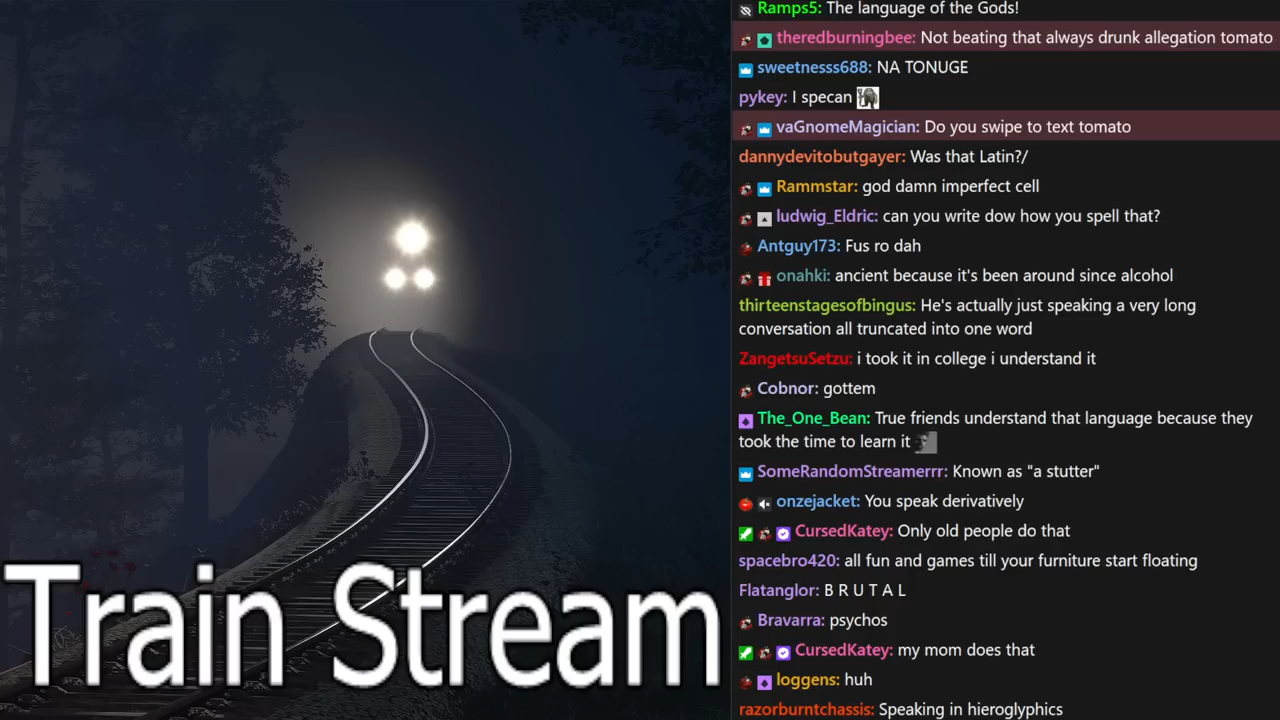 Ramps5: The language of the Gods!
theredburningbee: Not beating that always drunk allegation tomato
sweetnesss688: NA TONUGE
pykey: I specan
vaGnomeMagician: Do you swipe to text tomato
dannydevitobutgayer: Was that Latin?/
Rammstar: god damn imperfect cell
ludwig_Eldric: can you write dow how you spell that?
Antguy173: Fus ro dah
onahki: ancient because it's been around since alcohol
thirteenstagesofbingus: He's actually just speaking a very long
conversation all truncated into one word
ZangetsuSetzu: i took it in college i understand it
Cobnor: gottem
The_One_Bean: True friends understand that language because they
took the time to learn it
SomeRandomStreamerrr: Known as "a stutter"
onzejacket: You speak derivatively
CursedKatey: Only old people do that
spacebro420: all fun and games till your furniture start floating
Flatanglor: B R U T A L
Bravarra: psychos
CursedKatey: my mom does that
loggens: huh
razorburntchassis: Speaking in hieroglyphics
Train Stream